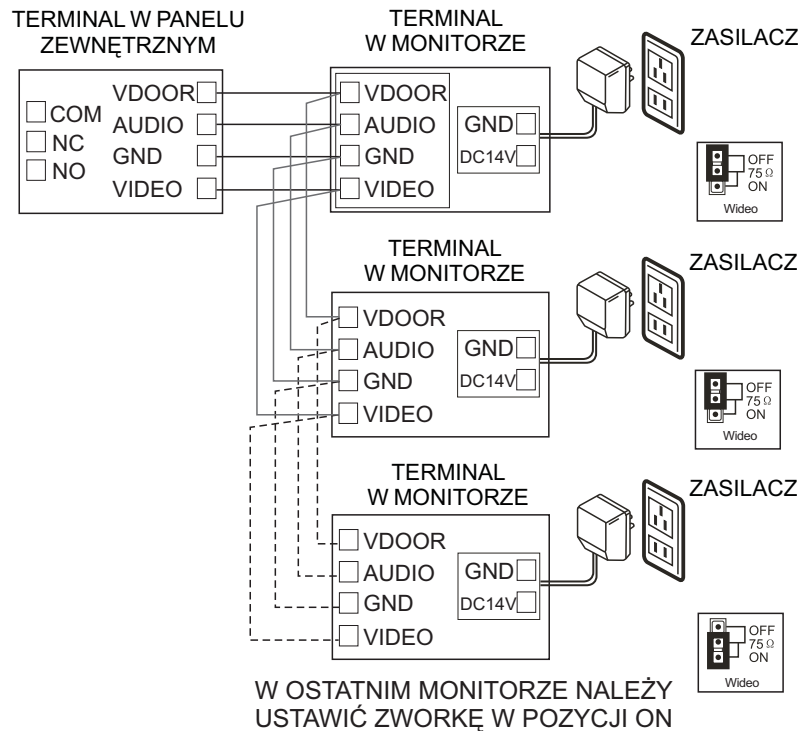 TERMINAL W PANELU
ZEWNĘTRZNYM
COM
NC
NO
VDOOR
AUDIO
GND
VIDEO
TERMINAL
W MONITORZE
VDOOR
AUDIO
GND
VIDEO
GND
DC14V
ZASILACZ
OFF
75 Ω
ON
Wideo
TERMINAL
W MONITORZE
VDOOR
AUDIO
GND
VIDEO
GND
DC14V
ZASILACZ
OFF
75 Ω
ON
Wideo
TERMINAL
W MONITORZE
VDOOR
AUDIO
GND
VIDEO
GND
DC14V
ZASILACZ
OFF
75 Ω
ON
Wideo
W OSTATNIM MONITORZE NALEŻY
USTAWIĆ ZWORKĘ W POZYCJI ON